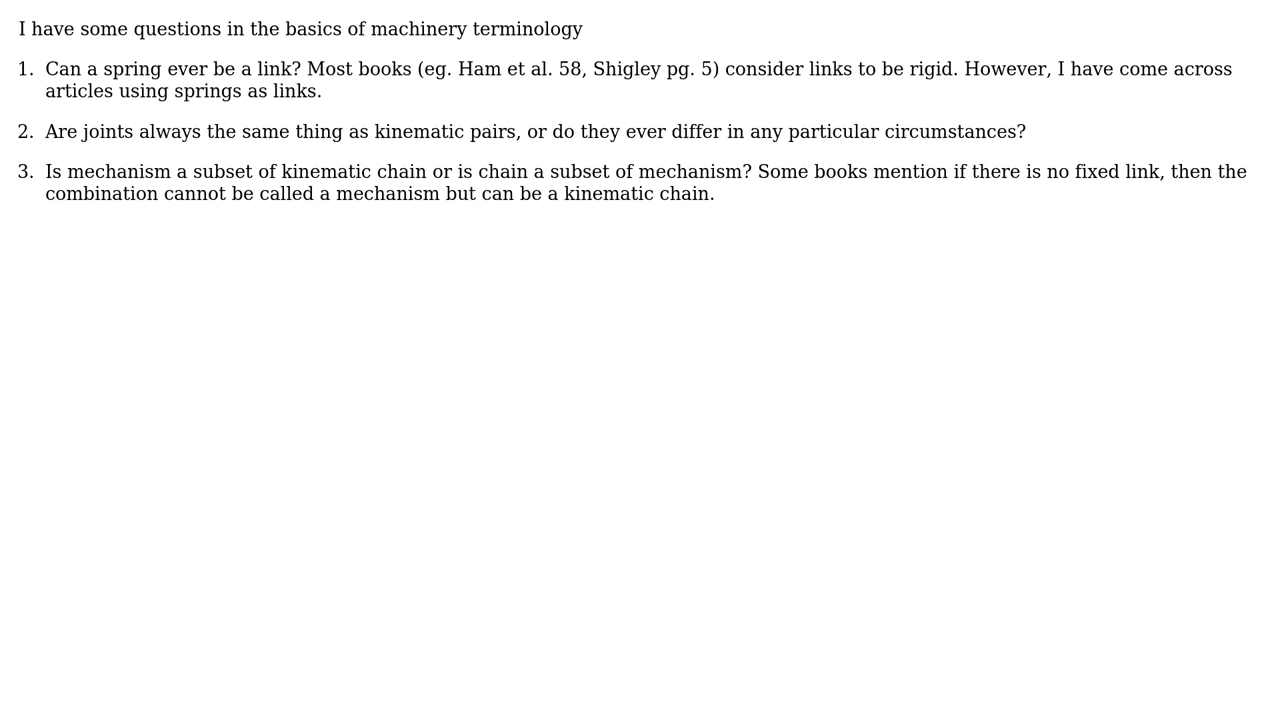 I have some questions in the basics of machinery terminology
1. Can a spring ever be a link? Most books (eg. Ham et al. 58, Shigley pg. 5) consider links to be rigid. However, I have come across
articles using springs as links.
2. Are joints always the same thing as kinematic pairs, or do they ever differ in any particular circumstances?
3. Is mechanism a subset of kinematic chain or is chain a subset of mechanism? Some books mention if there is no fixed link, then the
combination cannot be called a mechanism but can be a kinematic chain.